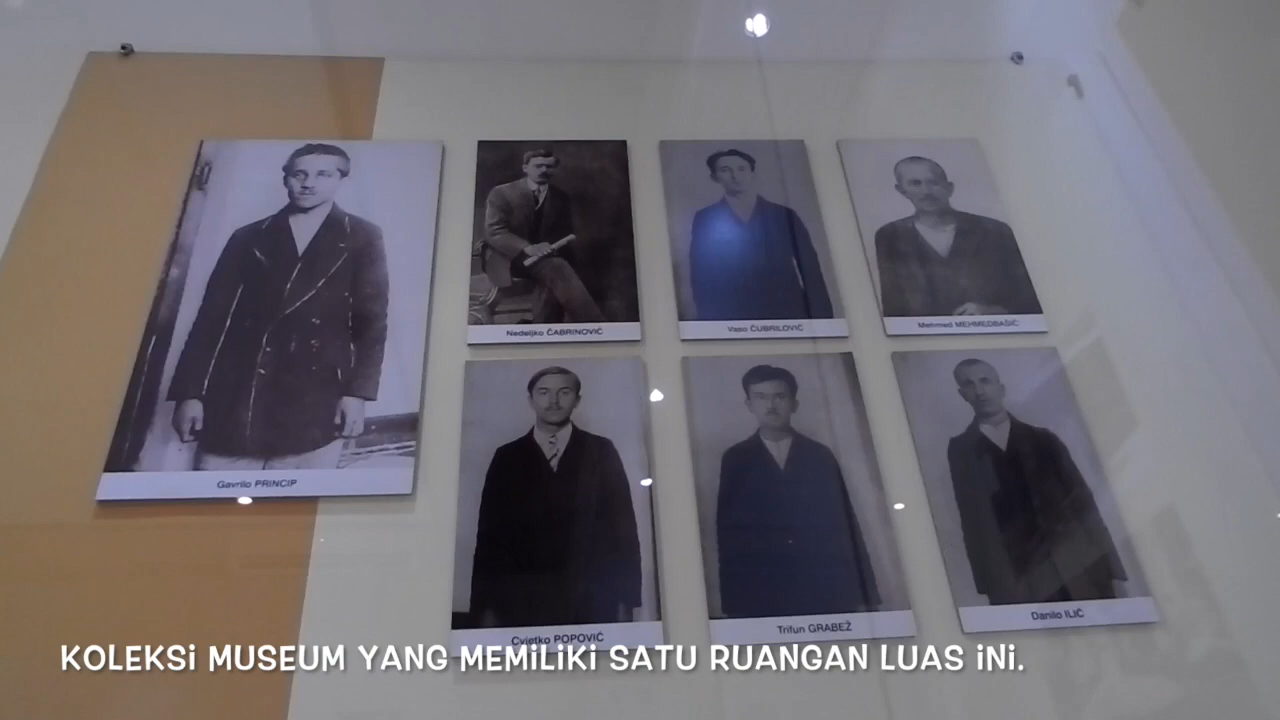 Gavrilo PRINCIP
Nedeljko ČABRINOVIĆ
Vaso ČUBRILOVIĆ
Mehmed MEHMEDBAŠIĆ
Cvjetko POPOVIĆ
Trifun GRABEŽ
Danilo ILIĆ
KOLEKSI MUSEUM YANG MEMILIKI SATU RUANGAN LUAS INI.